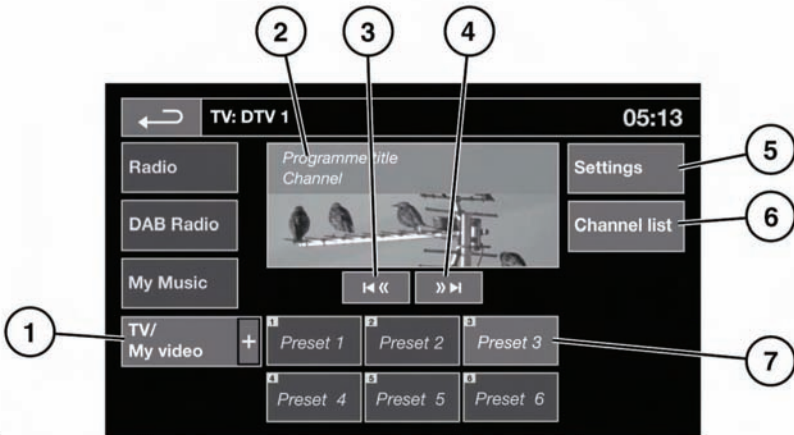 2 3 4
TV: DTV 1 05:13
Radio
Programme title
Channel
Settings
5
DAB Radio
Channel list
6
My Music
1
TV/
My video +
1 Preset 1 2 Preset 2 3 Preset 3
7
4 Preset 4 5 Preset 5 6 Preset 6